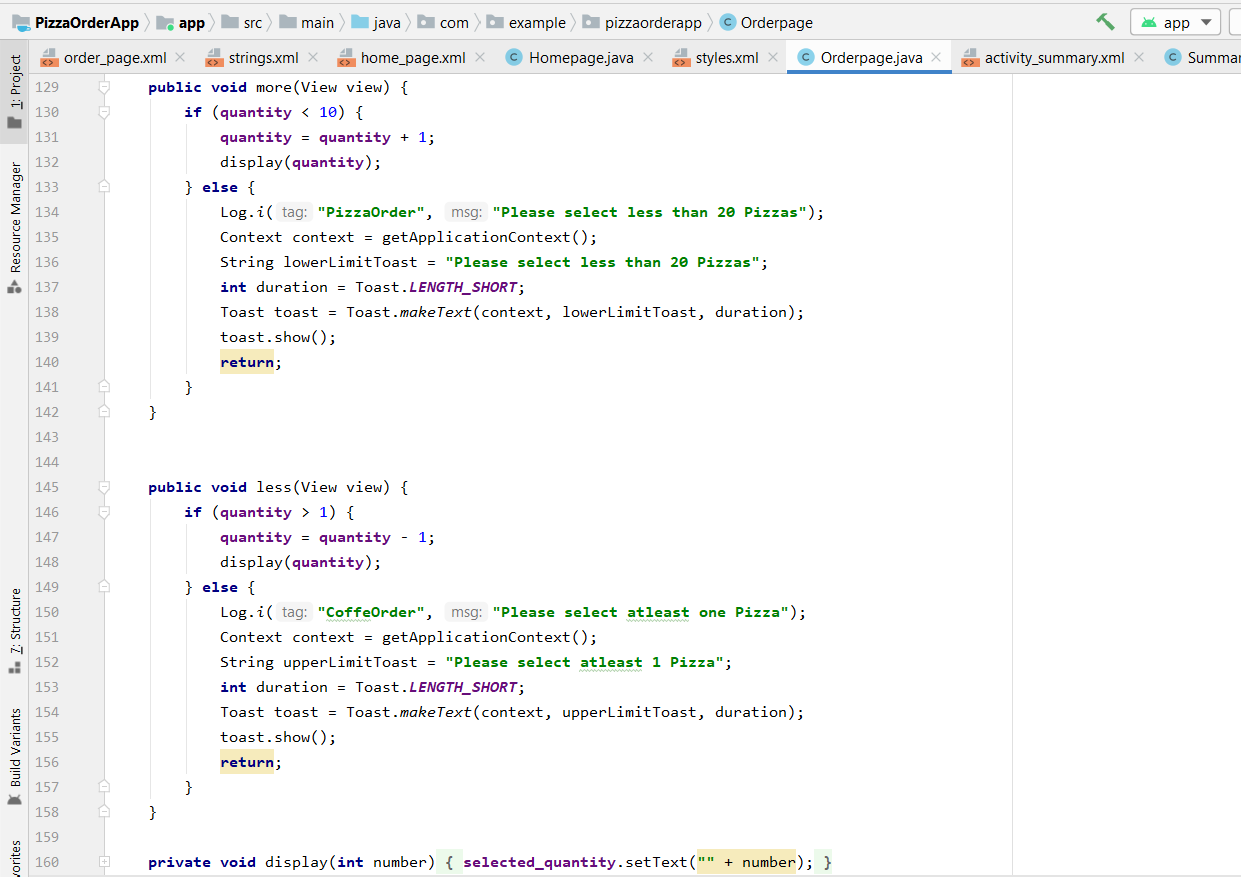 PizzaOrderApp app src main java com example pizzaorderapp Orderpage app
order_page.xml strings.xml home_page.xml Homepage.java styles.xml Orderpage.java activity_summary.xml Summar
1: Project
Resource Manager
7: Structure
Build Variants
vorites
129 public void more(View view) {
130 if (quantity < 10) {
131 quantity = quantity + 1;
132 display(quantity);
133 } else {
134 Log.i( tag: "PizzaOrder", msg: "Please select less than 20 Pizzas");
135 Context context = getApplicationContext();
136 String lowerLimitToast = "Please select less than 20 Pizzas";
137 int duration = Toast.LENGTH_SHORT;
138 Toast toast = Toast.makeText(context, lowerLimitToast, duration);
139 toast.show();
140 return;
141 }
142 }
143
144
145 public void less(View view) {
146 if (quantity > 1) {
147 quantity = quantity - 1;
148 display(quantity);
149 } else {
150 Log.i( tag: "CoffeOrder", msg: "Please select atleast one Pizza");
151 Context context = getApplicationContext();
152 String upperLimitToast = "Please select atleast 1 Pizza";
153 int duration = Toast.LENGTH_SHORT;
154 Toast toast = Toast.makeText(context, upperLimitToast, duration);
155 toast.show();
156 return;
157 }
158 }
159
160 private void display(int number) { selected_quantity.setText("" + number); }